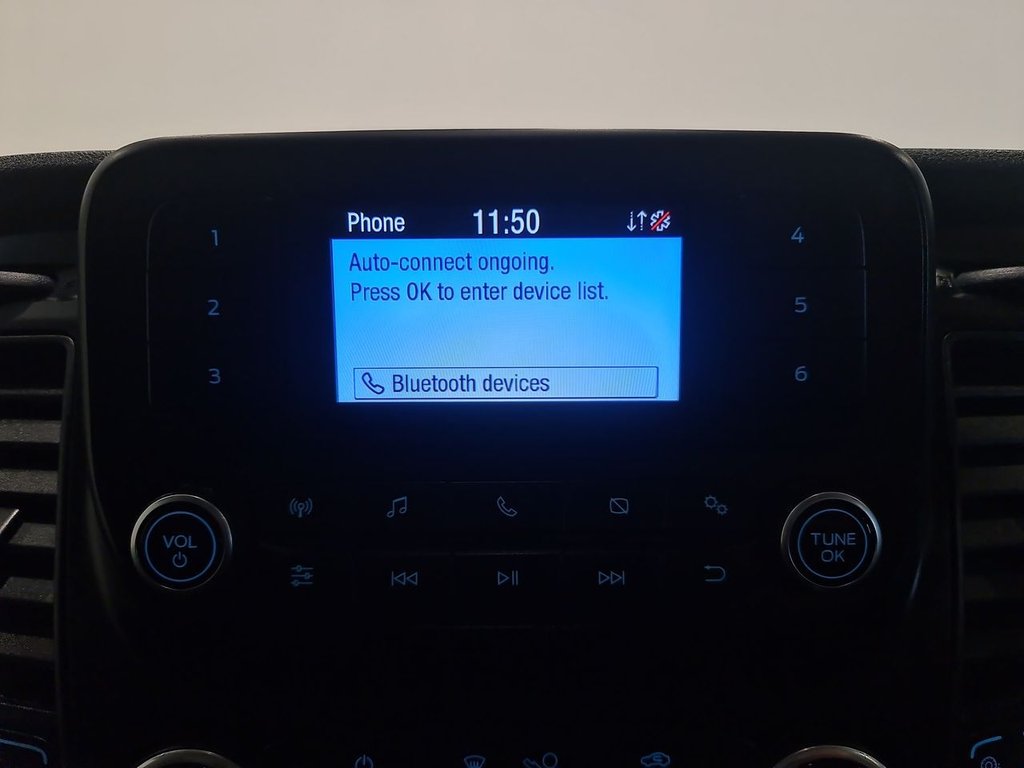 Phone 11:50
Auto-connect ongoing.
Press OK to enter device list.
Bluetooth devices
1
2
3
4
5
6
VOL
TUNE
OK